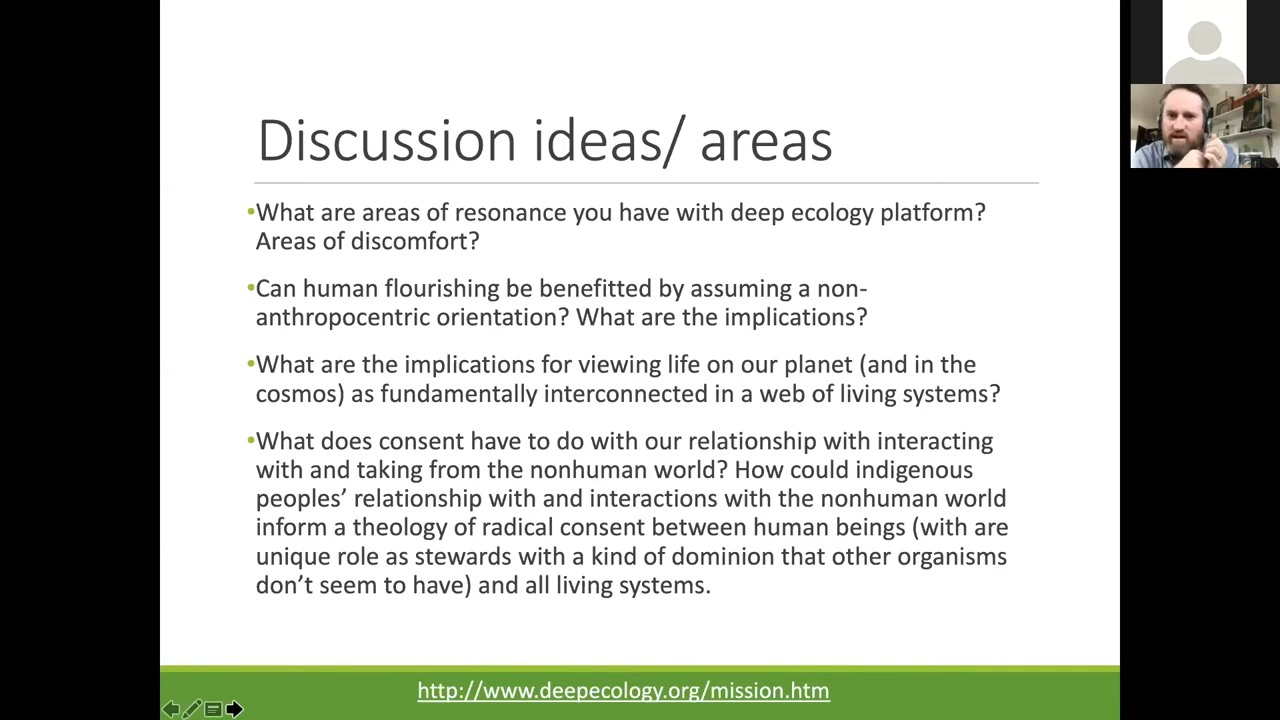 Discussion ideas/ areas
•What are areas of resonance you have with deep ecology platform?
Areas of discomfort?
•Can human flourishing be benefitted by assuming a non-
anthropocentric orientation? What are the implications?
•What are the implications for viewing life on our planet (and in the
cosmos) as fundamentally interconnected in a web of living systems?
•What does consent have to do with our relationship with interacting
with and taking from the nonhuman world? How could indigenous
peoples’ relationship with and interactions with the nonhuman world
inform a theology of radical consent between human beings (with are
unique role as stewards with a kind of dominion that other organisms
don’t seem to have) and all living systems.
http://www.deepecology.org/mission.htm